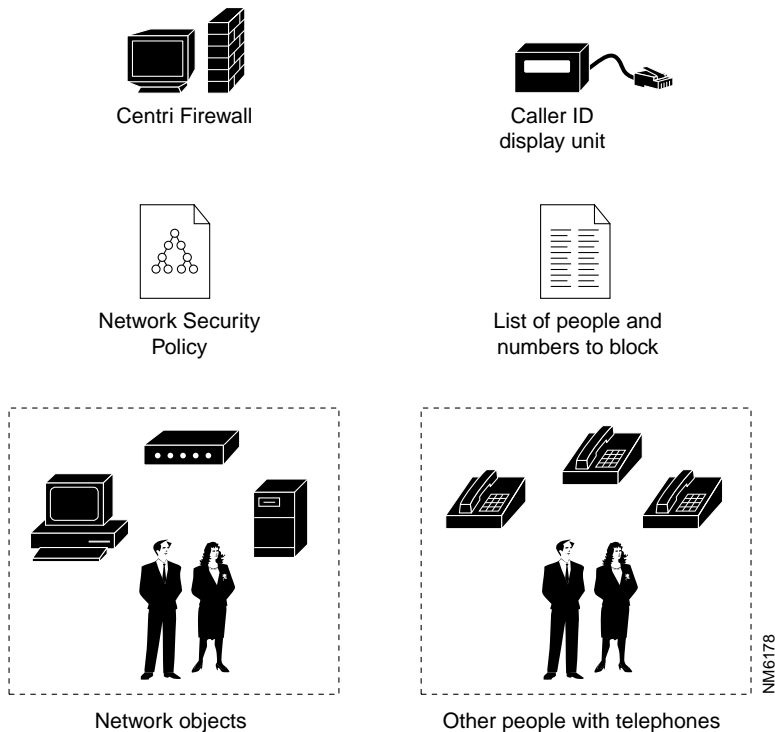 Centri Firewall
Caller ID
display unit
Network Security
Policy
List of people and
numbers to block
Network objects
Other people with telephones
NM6178